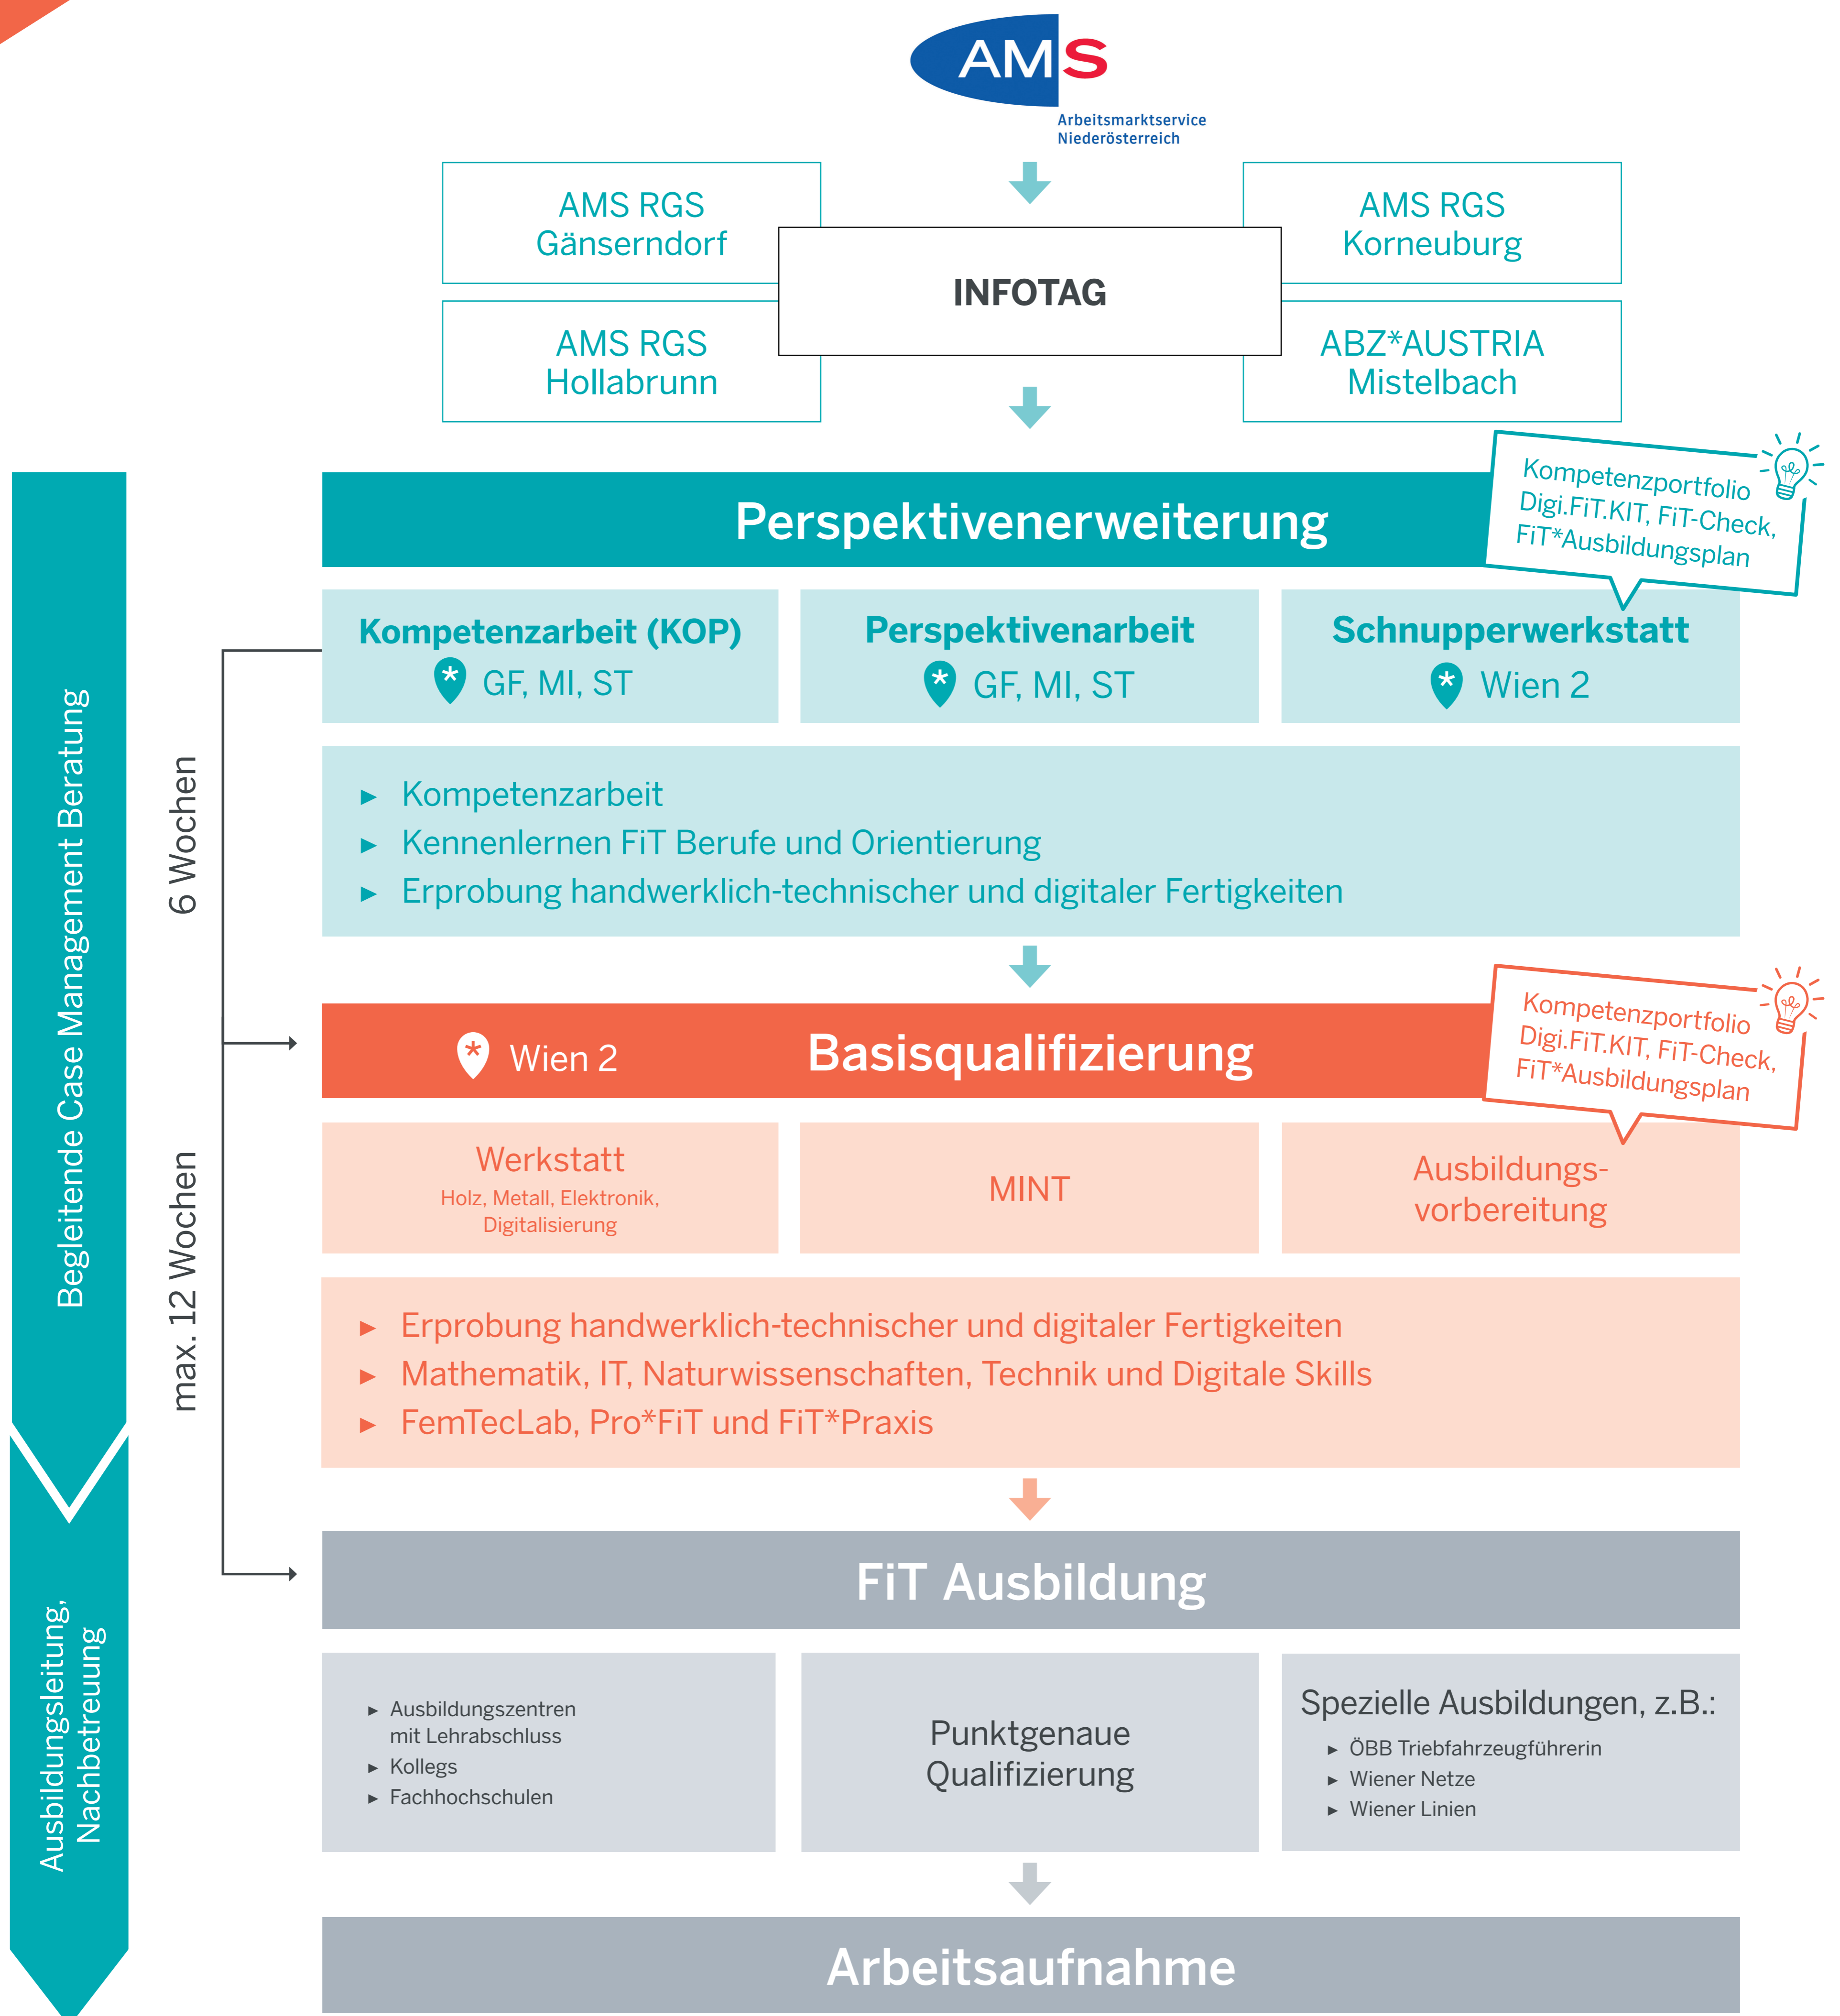 AMS
Arbeitsmarktservice
Niederösterreich
AMS RGS
Gänserndorf
AMS RGS
Korneuburg
INFOTAG
AMS RGS
Hollabrunn
ABZ*AUSTRIA
Mistelbach
Perspektivenerweiterung
Kompetenzportfolio
Digi.FiT.KIT, FiT-Check,
FiT*Ausbildungsplan
Kompetenzarbeit (KOP)
* GF, MI, ST
Perspektivenarbeit
* GF, MI, ST
Schnupperwerkstatt
* Wien 2
► Kompetenzarbeit
► Kennenlernen FiT Berufe und Orientierung
► Erprobung handwerklich-technischer und digitaler Fertigkeiten
Begleitende Case Management Beratung
6 Wochen
* Wien 2
Basisqualifizierung
Kompetenzportfolio
Digi.FiT.KIT, FiT-Check,
FiT*Ausbildungsplan
Werkstatt
Holz, Metall, Elektronik,
Digitalisierung
MINT
Ausbildungs-
vorbereitung
max. 12 Wochen
► Erprobung handwerklich-technischer und digitaler Fertigkeiten
► Mathematik, IT, Naturwissenschaften, Technik und Digitale Skills
► FemTecLab, Pro*FiT und FiT*Praxis
FiT Ausbildung
Ausbildungsleitung,
Nachbetreuung
► Ausbildungszentren
mit Lehrabschluss
► Kollegs
► Fachhochschulen
Punktgenaue
Qualifizierung
Spezielle Ausbildungen, z.B.:
► ÖBB Triebfahrzeugführerin
► Wiener Netze
► Wiener Linien
Arbeitsaufnahme